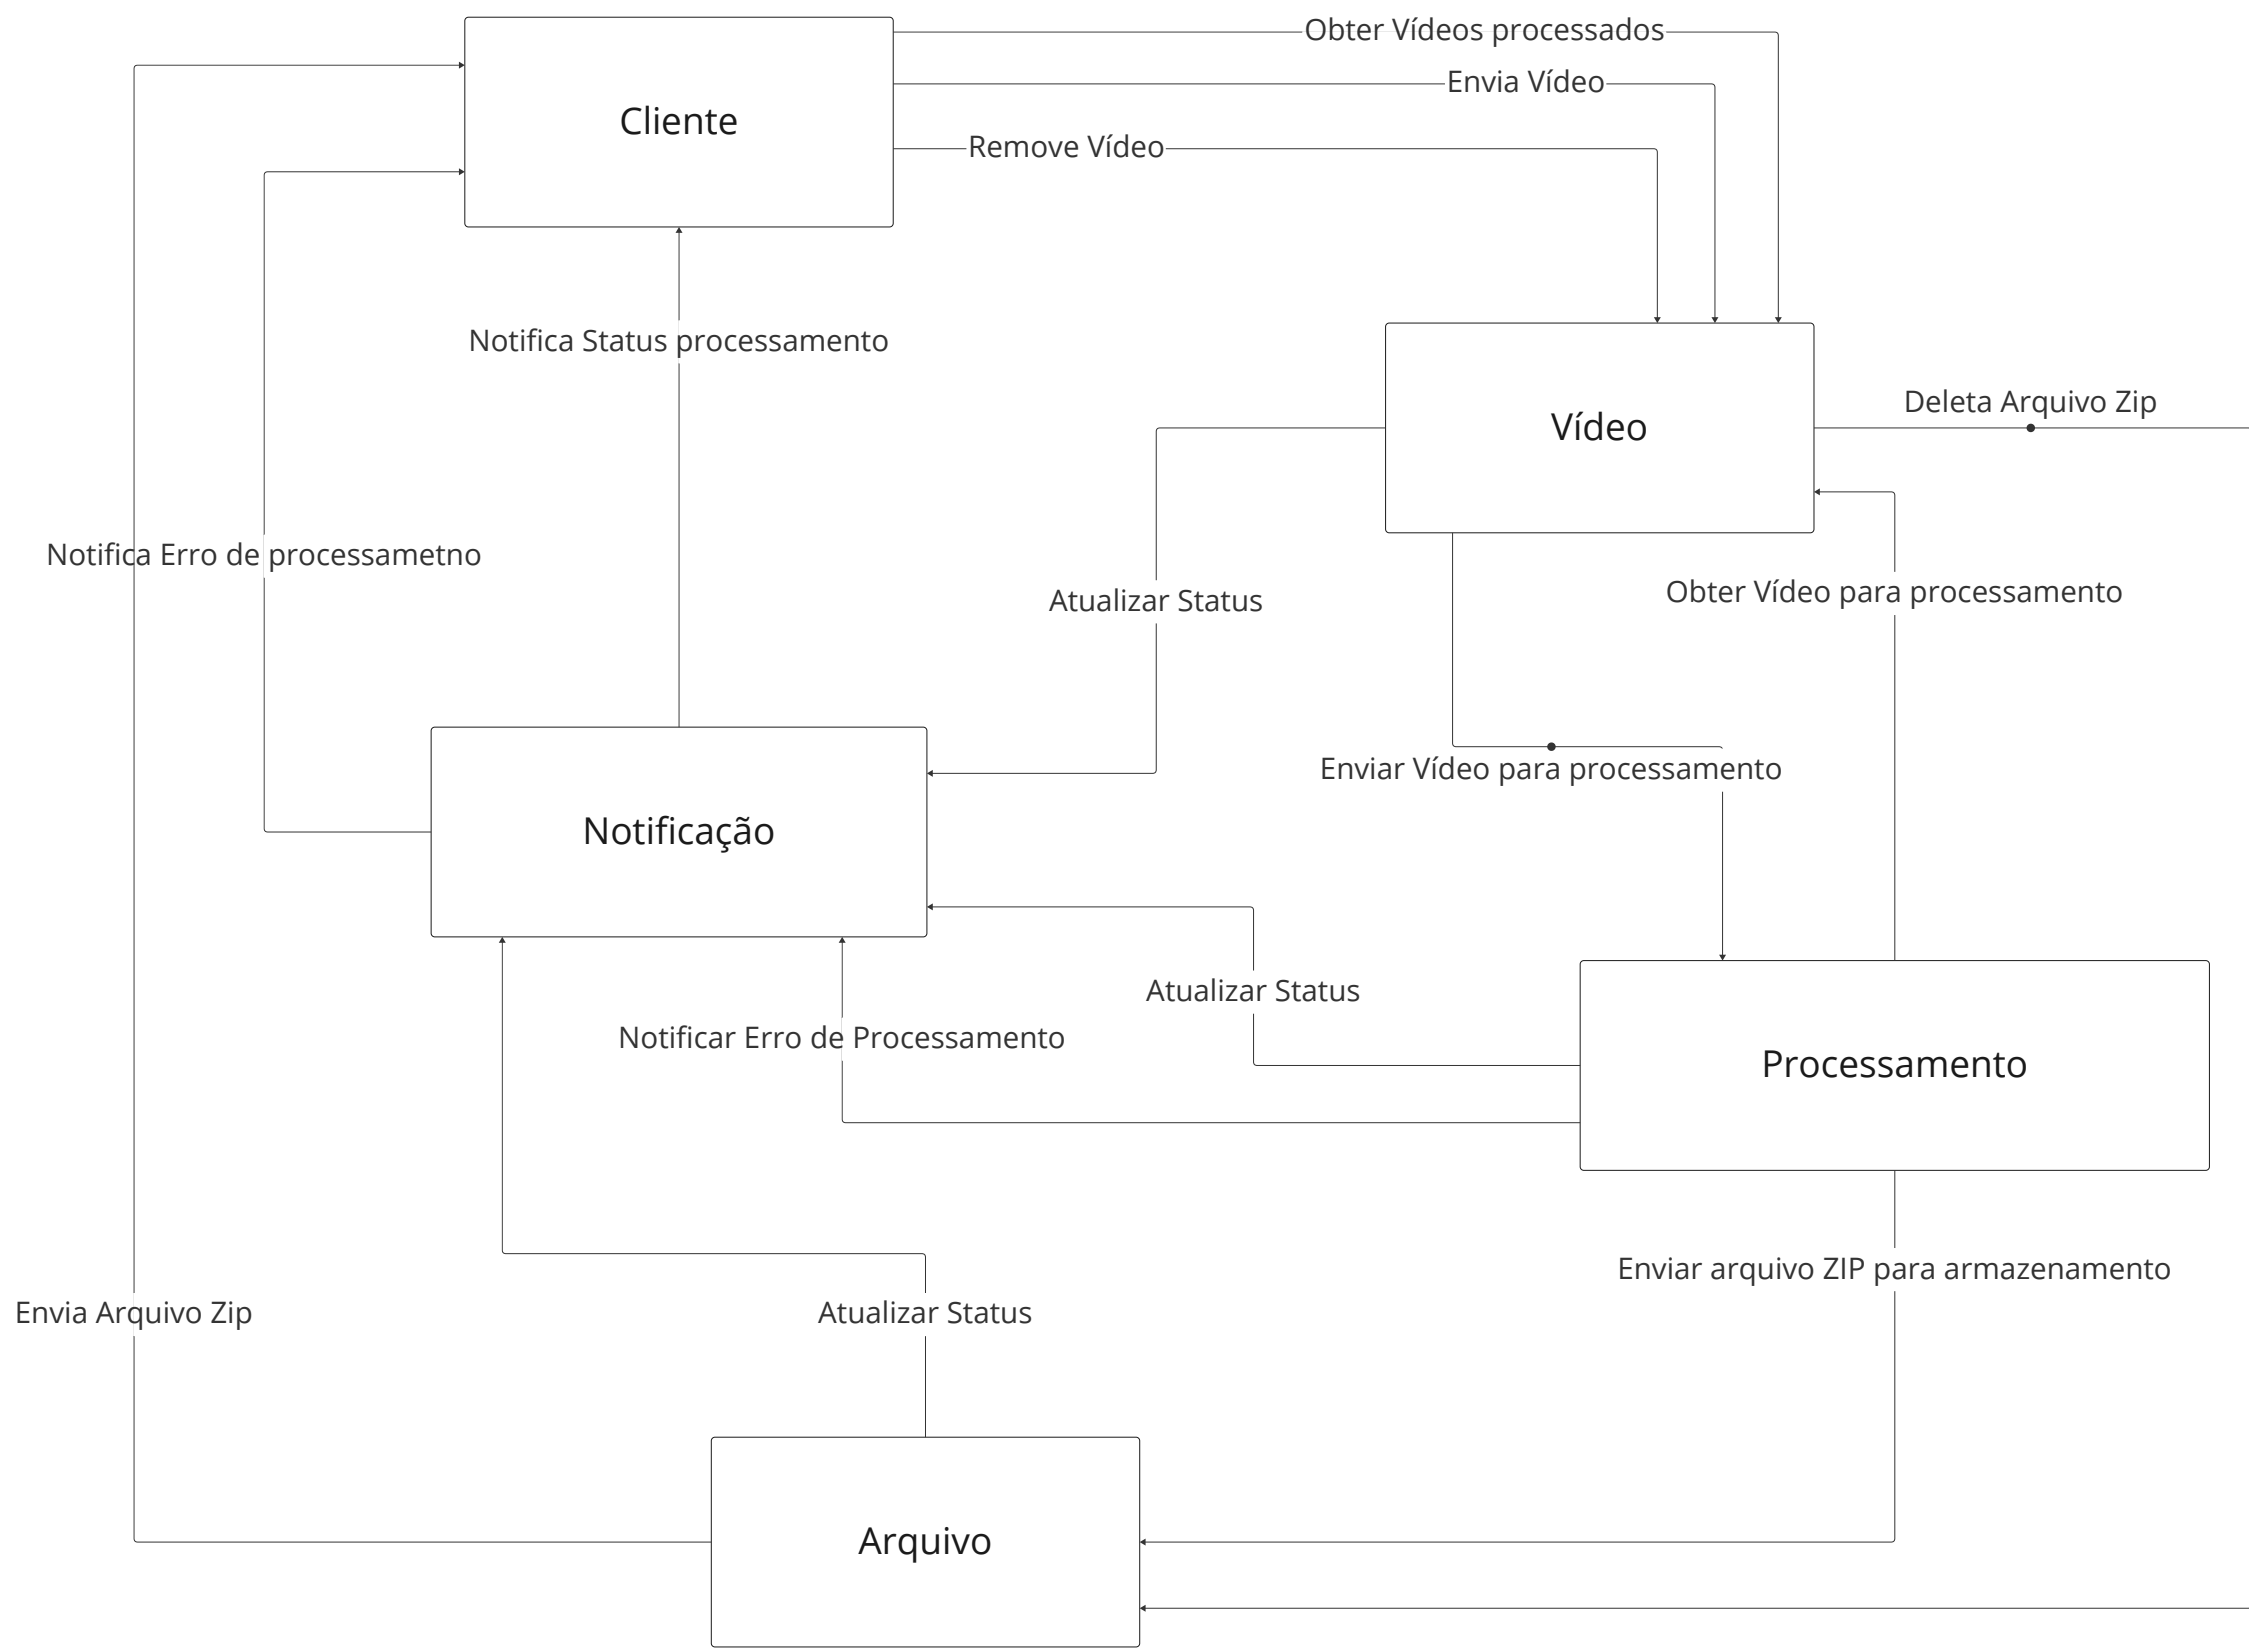 Obter Vídeos processados
Envia Vídeo
Cliente
Remove Vídeo
Notifica Status processamento
Deleta Arquivo Zip
Vídeo
Notifica Erro de processametno
Obter Vídeo para processamento
Atualizar Status
Enviar Vídeo para processamento
Notificação
Atualizar Status
Notificar Erro de Processamento
Processamento
Enviar arquivo ZIP para armazenamento
Envia Arquivo Zip
Atualizar Status
Arquivo